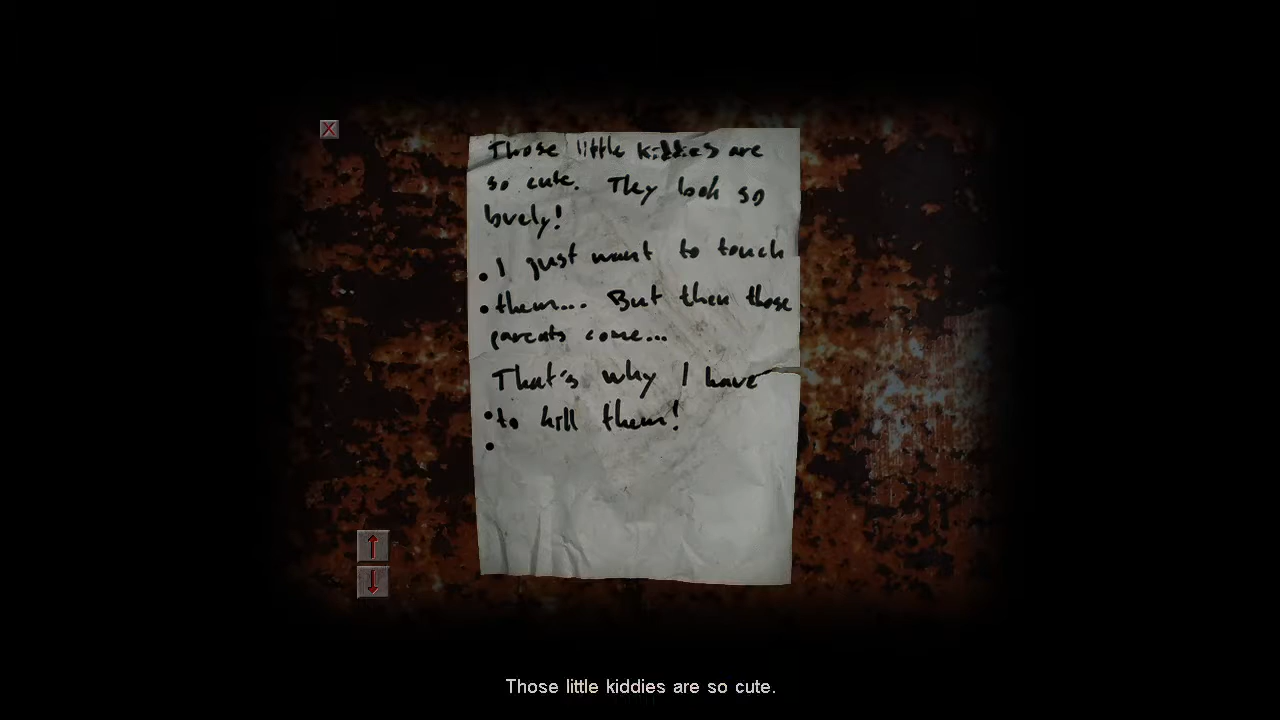 Those little kiddies are
so cute. They look so
lovely!
I just want to touch
them... But then those
parents come...
That's why I have
to kill them!
Those little kiddies are so cute.